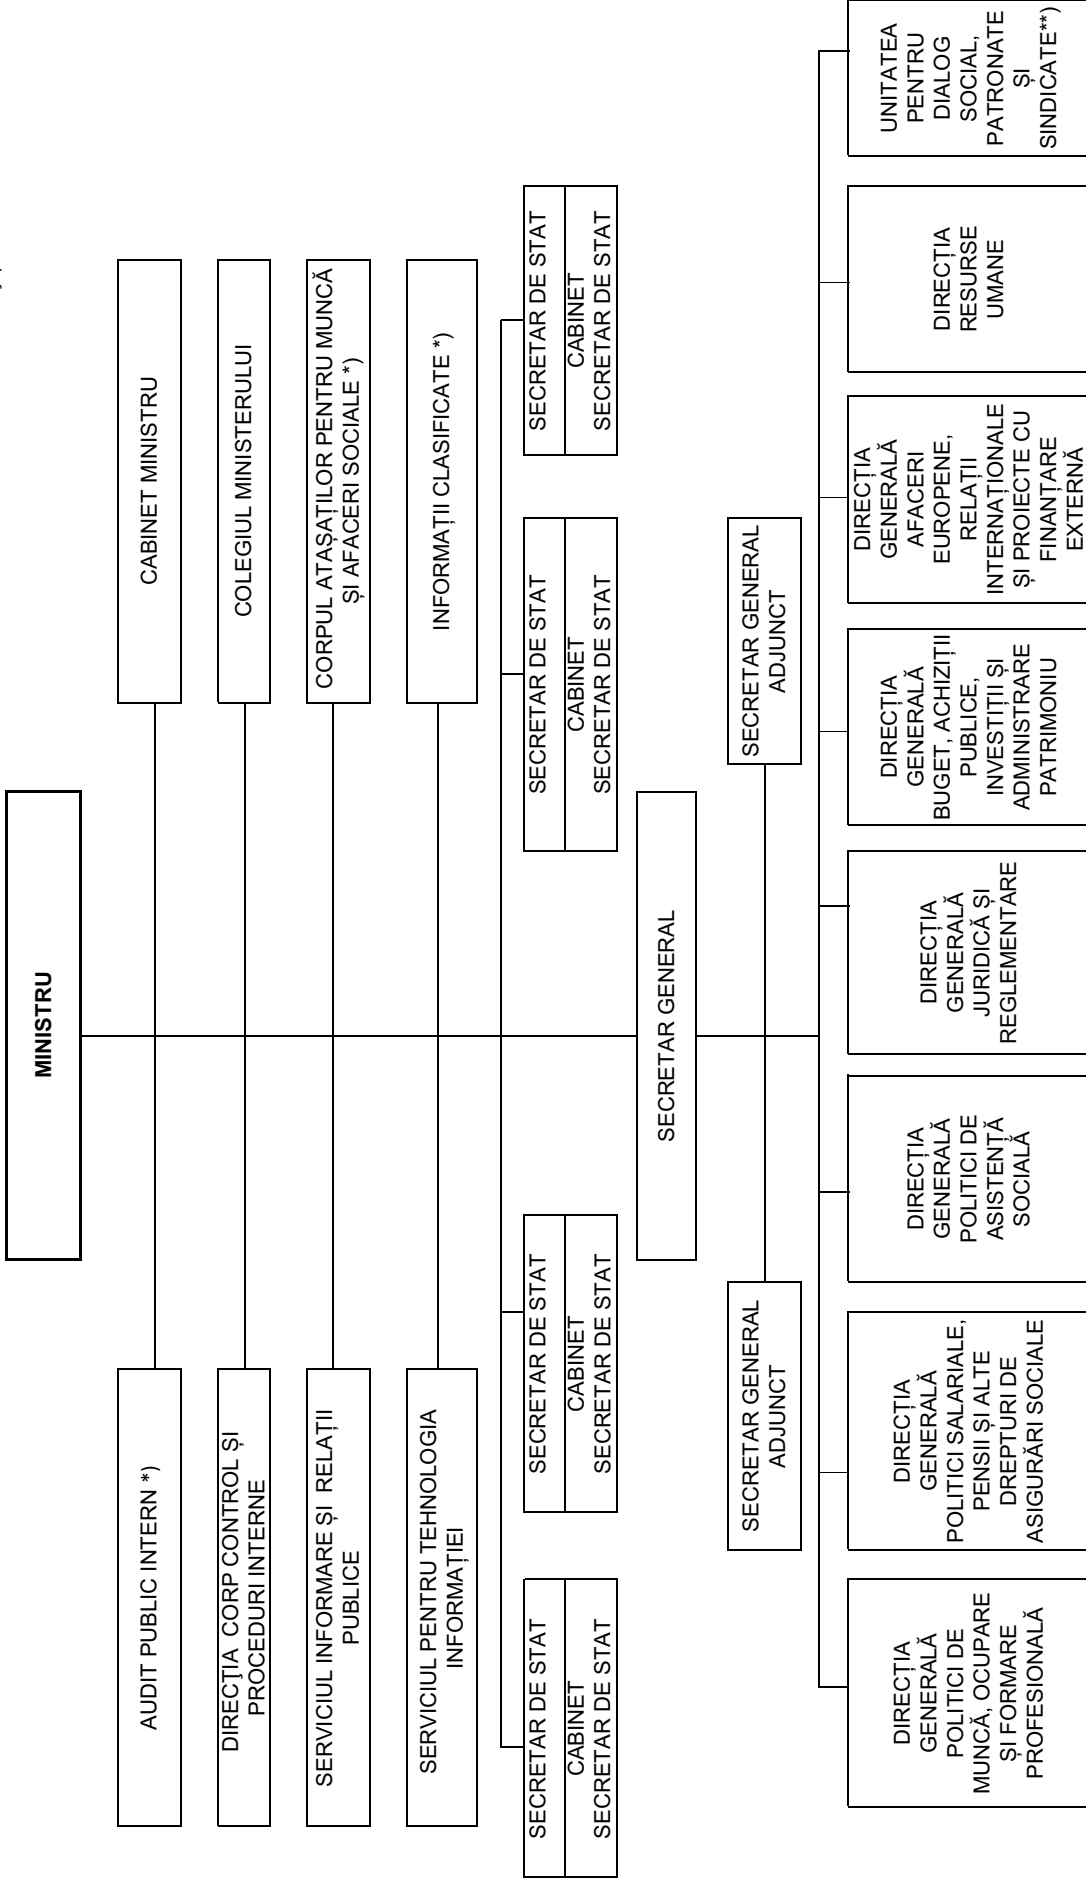 MINISTRU
AUDIT PUBLIC INTERN *)
CABINET MINISTRU
DIRECȚIA CORP CONTROL ȘI
PROCEDURI INTERNE
COLEGIUL MINISTERULUI
SERVICIUL INFORMARE ȘI RELAȚII
PUBLICE
CORPUL ATAȘAȚILOR PENTRU MUNCĂ
ȘI AFACERI SOCIALE *)
SERVICIUL PENTRU TEHNOLOGIA
INFORMAȚIEI
INFORMAȚII CLASIFICATE *)
SECRETAR DE STAT
CABINET
SECRETAR DE STAT
SECRETAR DE STAT
CABINET
SECRETAR DE STAT
SECRETAR DE STAT
CABINET
SECRETAR DE STAT
SECRETAR DE STAT
CABINET
SECRETAR DE STAT
SECRETAR GENERAL
SECRETAR GENERAL
ADJUNCT
SECRETAR GENERAL
ADJUNCT
DIRECȚIA
GENERALĂ
POLITICI DE
MUNCĂ, OCUPARE
ȘI FORMARE
PROFESIONALĂ
DIRECȚIA
GENERALĂ
POLITICI SALARIALE,
PENSII ȘI ALTE
DREPTURI DE
ASIGURĂRI SOCIALE
DIRECȚIA
GENERALĂ
POLITICI DE
ASISTENȚĂ
SOCIALĂ
DIRECȚIA
GENERALĂ
JURIDICĂ ȘI
REGLEMENTARE
DIRECȚIA
GENERALĂ
BUGET, ACHIZIȚII
PUBLICE,
INVESTIȚII ȘI
ADMINISTRARE
PATRIMONIU
DIRECȚIA
GENERALĂ
AFACERI
EUROPENE,
RELAȚII
INTERNAȚIONALE
ȘI PROIECTE CU
FINANȚARE
EXTERNĂ
DIRECȚIA
RESURSE
UMANE
UNITATEA
PENTRU
DIALOG
SOCIAL,
PATRONATE
ȘI
SINDICATE**)